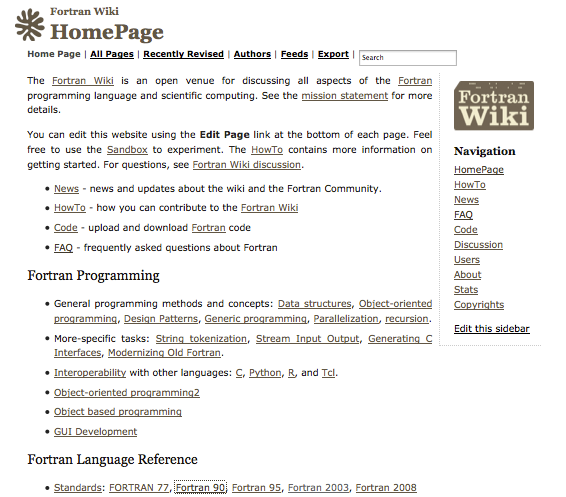 Fortran Wiki
HomePage
Home Page | All Pages | Recently Revised | Authors | Feeds | Export | Search
The Fortran Wiki is an open venue for discussing all aspects of the Fortran
programming language and scientific computing. See the mission statement for more
details.
You can edit this website using the Edit Page link at the bottom of each page. Feel
free to use the Sandbox to experiment. The HowTo contains more information on
getting started. For questions, see Fortran Wiki discussion.
• News - news and updates about the wiki and the Fortran Community.
• HowTo - how you can contribute to the Fortran Wiki
• Code - upload and download Fortran code
• FAQ - frequently asked questions about Fortran
Fortran Programming
• General programming methods and concepts: Data structures, Object-oriented
programming, Design Patterns, Generic programming, Parallelization, recursion.
• More-specific tasks: String tokenization, Stream Input Output, Generating C
Interfaces, Modernizing Old Fortran.
• Interoperability with other languages: C, Python, R, and Tcl.
• Object-oriented programming2
• Object based programming
• GUI Development
Fortran Language Reference
• Standards: FORTRAN 77, Fortran 90, Fortran 95, Fortran 2003, Fortran 2008
Fortran
Wiki
Navigation
HomePage
HowTo
News
FAQ
Code
Discussion
Users
About
Stats
Copyrights
Edit this sidebar